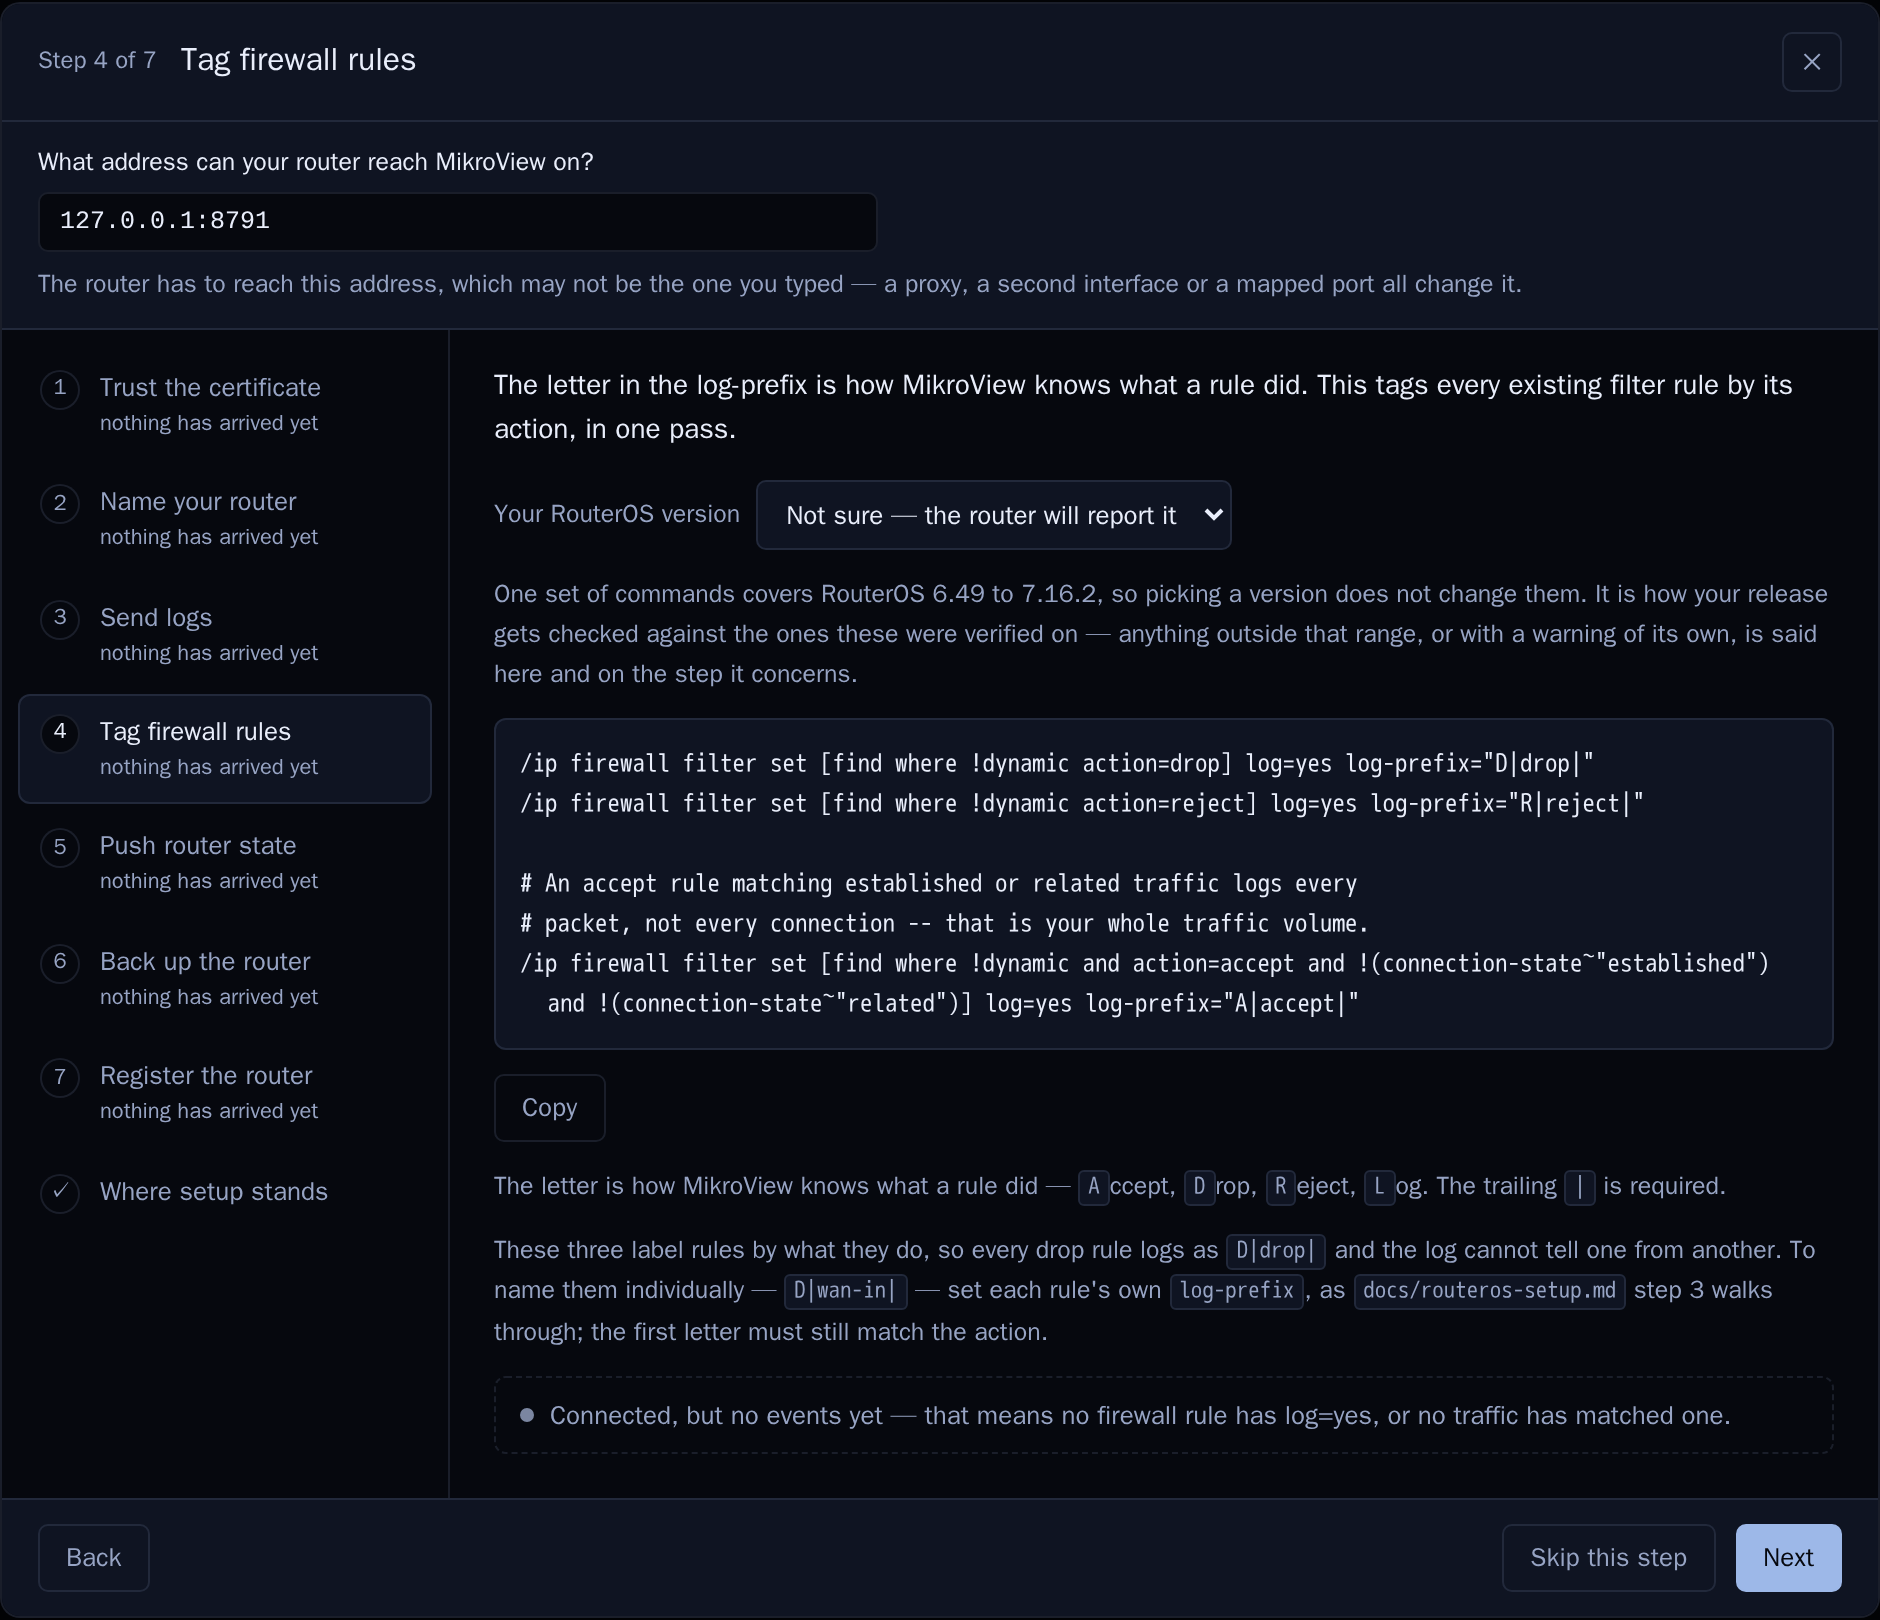 Step 4 of 7 Tag firewall rules
What address can your router reach MikroView on?
127.0.0.1:8791
The router has to reach this address, which may not be the one you typed — a proxy, a second interface or a mapped port all change it.
1 Trust the certificate
nothing has arrived yet
2 Name your router
nothing has arrived yet
3 Send logs
nothing has arrived yet
4 Tag firewall rules
nothing has arrived yet
5 Push router state
nothing has arrived yet
6 Back up the router
nothing has arrived yet
7 Register the router
nothing has arrived yet
✓ Where setup stands
The letter in the log-prefix is how MikroView knows what a rule did. This tags every existing filter rule by its
action, in one pass.
Your RouterOS version Not sure — the router will report it
One set of commands covers RouterOS 6.49 to 7.16.2, so picking a version does not change them. It is how your release
gets checked against the ones these were verified on — anything outside that range, or with a warning of its own, is said
here and on the step it concerns.
/ip firewall filter set [find where !dynamic action=drop] log=yes log-prefix="D|drop|"
/ip firewall filter set [find where !dynamic action=reject] log=yes log-prefix="R|reject|"
# An accept rule matching established or related traffic logs every
# packet, not every connection -- that is your whole traffic volume.
/ip firewall filter set [find where !dynamic and action=accept and !(connection-state~"established")
and !(connection-state~"related")] log=yes log-prefix="A|accept|"
Copy
The letter is how MikroView knows what a rule did — Accept, Drop, Reject, Log. The trailing | is required.
These three label rules by what they do, so every drop rule logs as D|drop| and the log cannot tell one from another. To
name them individually — D|wan-in| — set each rule's own log-prefix, as docs/routeros-setup.md step 3 walks
through; the first letter must still match the action.
Connected, but no events yet — that means no firewall rule has log=yes, or no traffic has matched one.
Back
Skip this step
Next